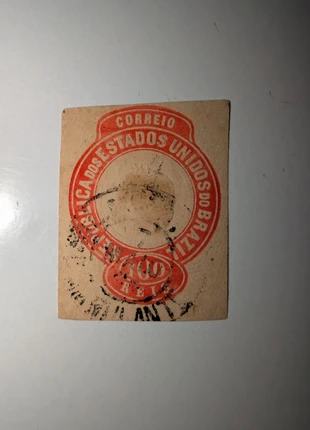 CORREIO
REPUBLICA DOS ESTADOS UNIDOS DO BRAZIL
100
REIS